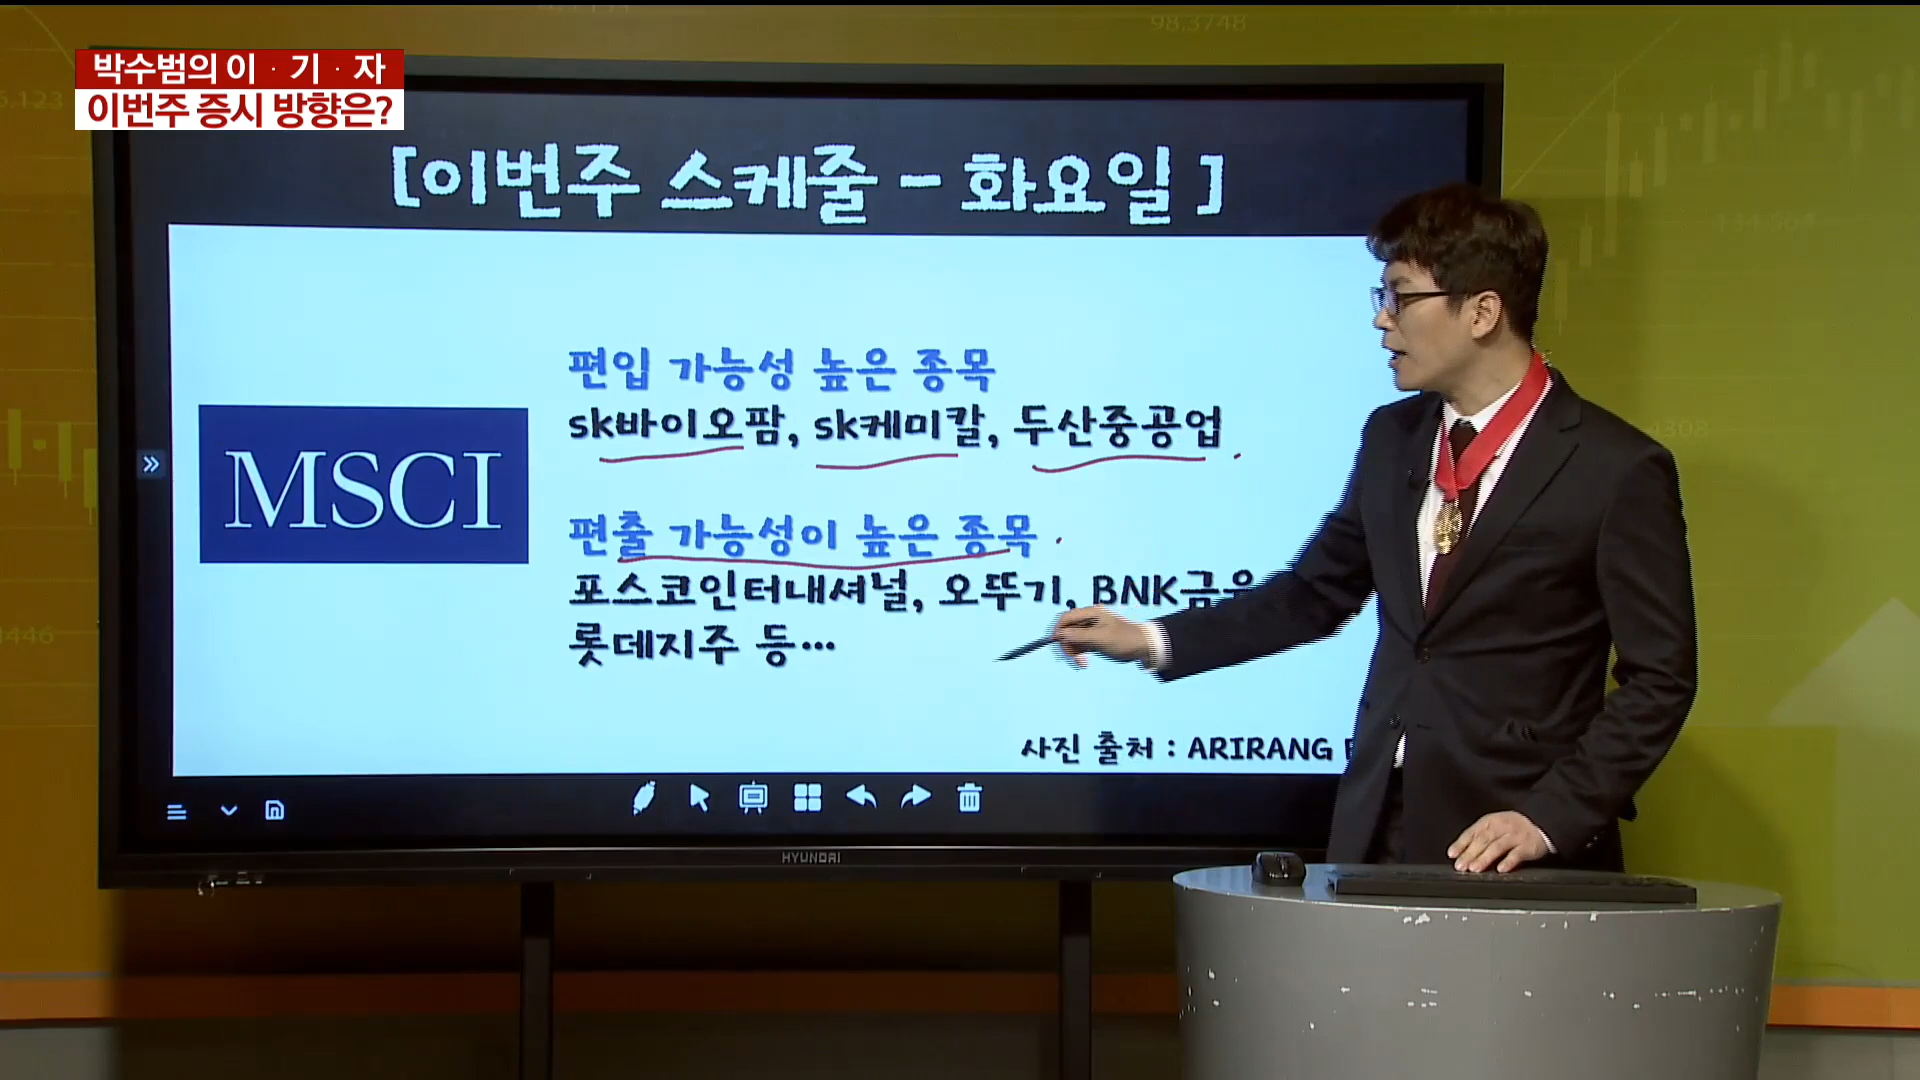 박수범의 이·기·자
이번주 증시 방향은?
[이번주 스케줄 - 화요일 ]
편입 가능성 높은 종목
sk바이오팜, sk케미칼, 두산중공업
MSCI
편출 가능성이 높은 종목
포스코인터내셔널, 오뚜기, BNK금융
롯데지주 등...
사진 출처 : ARIRANG
HYUNDAI
98.3748
3446
4308